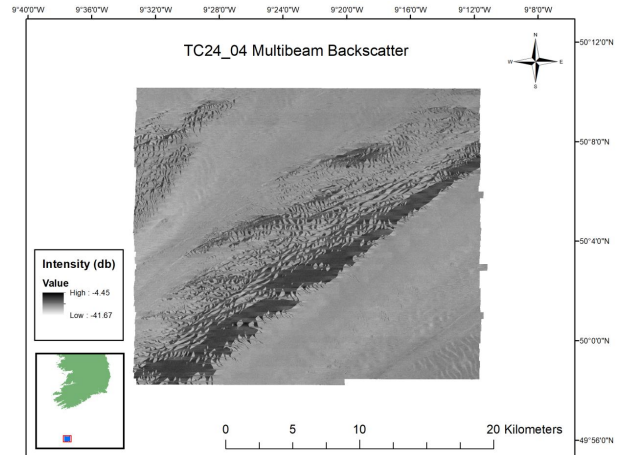 9°40'0"W 9°36'0"W 9°32'0"W 9°28'0"W 9°24'0"W 9°20'0"W 9°16'0"W 9°12'0"W 9°8'0"W
TC24_04 Multibeam Backscatter
N
W E
S
50°12'0"N
50°8'0"N
50°4'0"N
50°0'0"N
49°56'0"N
Intensity (db)
Value
High : -4.45
Low : -41.67
0 5 10 20 Kilometers